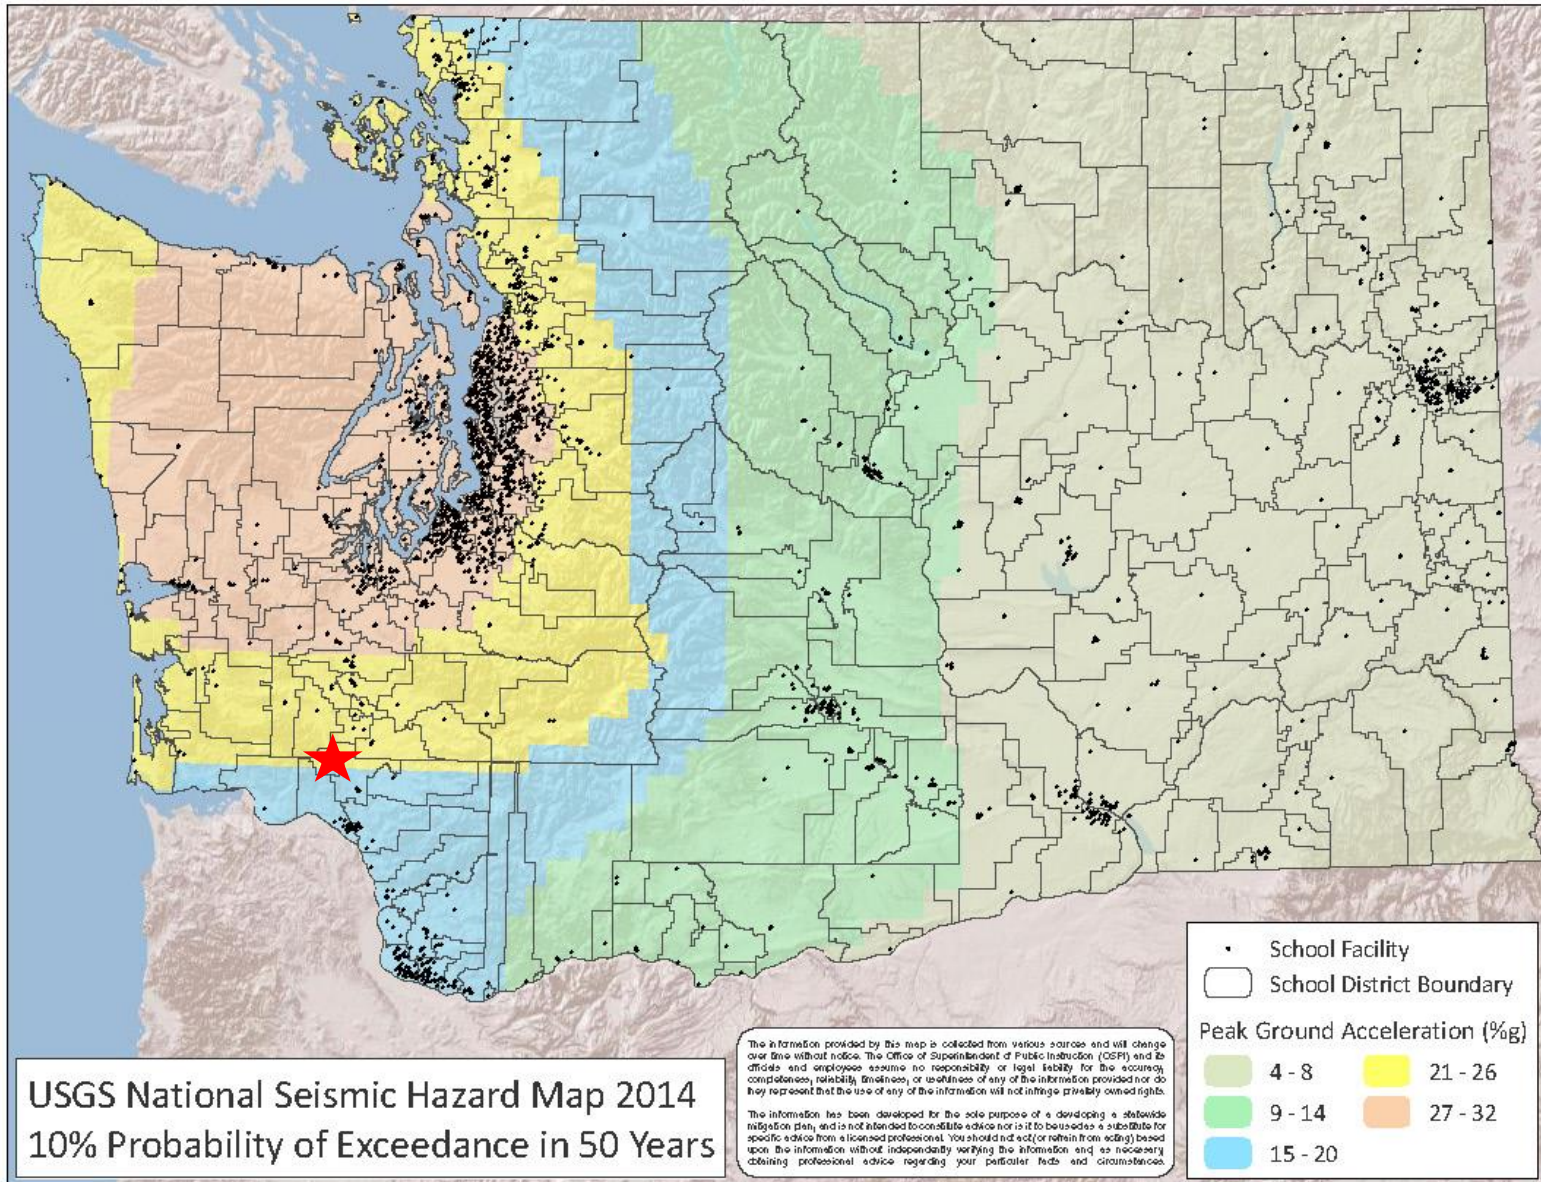 USGS National Seismic Hazard Map 2014
10% Probability of Exceedance in 50 Years
The information provided by this map is collected from various sources and will change
over time without notice. The Office of Superintendent of Public Instruction (OSPI) and its
officials and employees assume no responsibility or legal liability for the accuracy,
completeness, reliability, timeliness, or usefulness of any of the information provided nor do
they represent that the use of any of the information will not infringe privately owned rights.
The information has been developed for the sole purpose of a developing a statewide
mitigation plan, and is not intended to constitute advice nor is it to be used as a substitute for
specific advice from a licensed professional. You should not act (or refrain from acting) based
upon the information without independently verifying the information and, as necessary,
obtaining professional advice regarding your particular facts and circumstances.
School Facility
School District Boundary
Peak Ground Acceleration (%g)
4 - 8
21 - 26
9 - 14
27 - 32
15 - 20